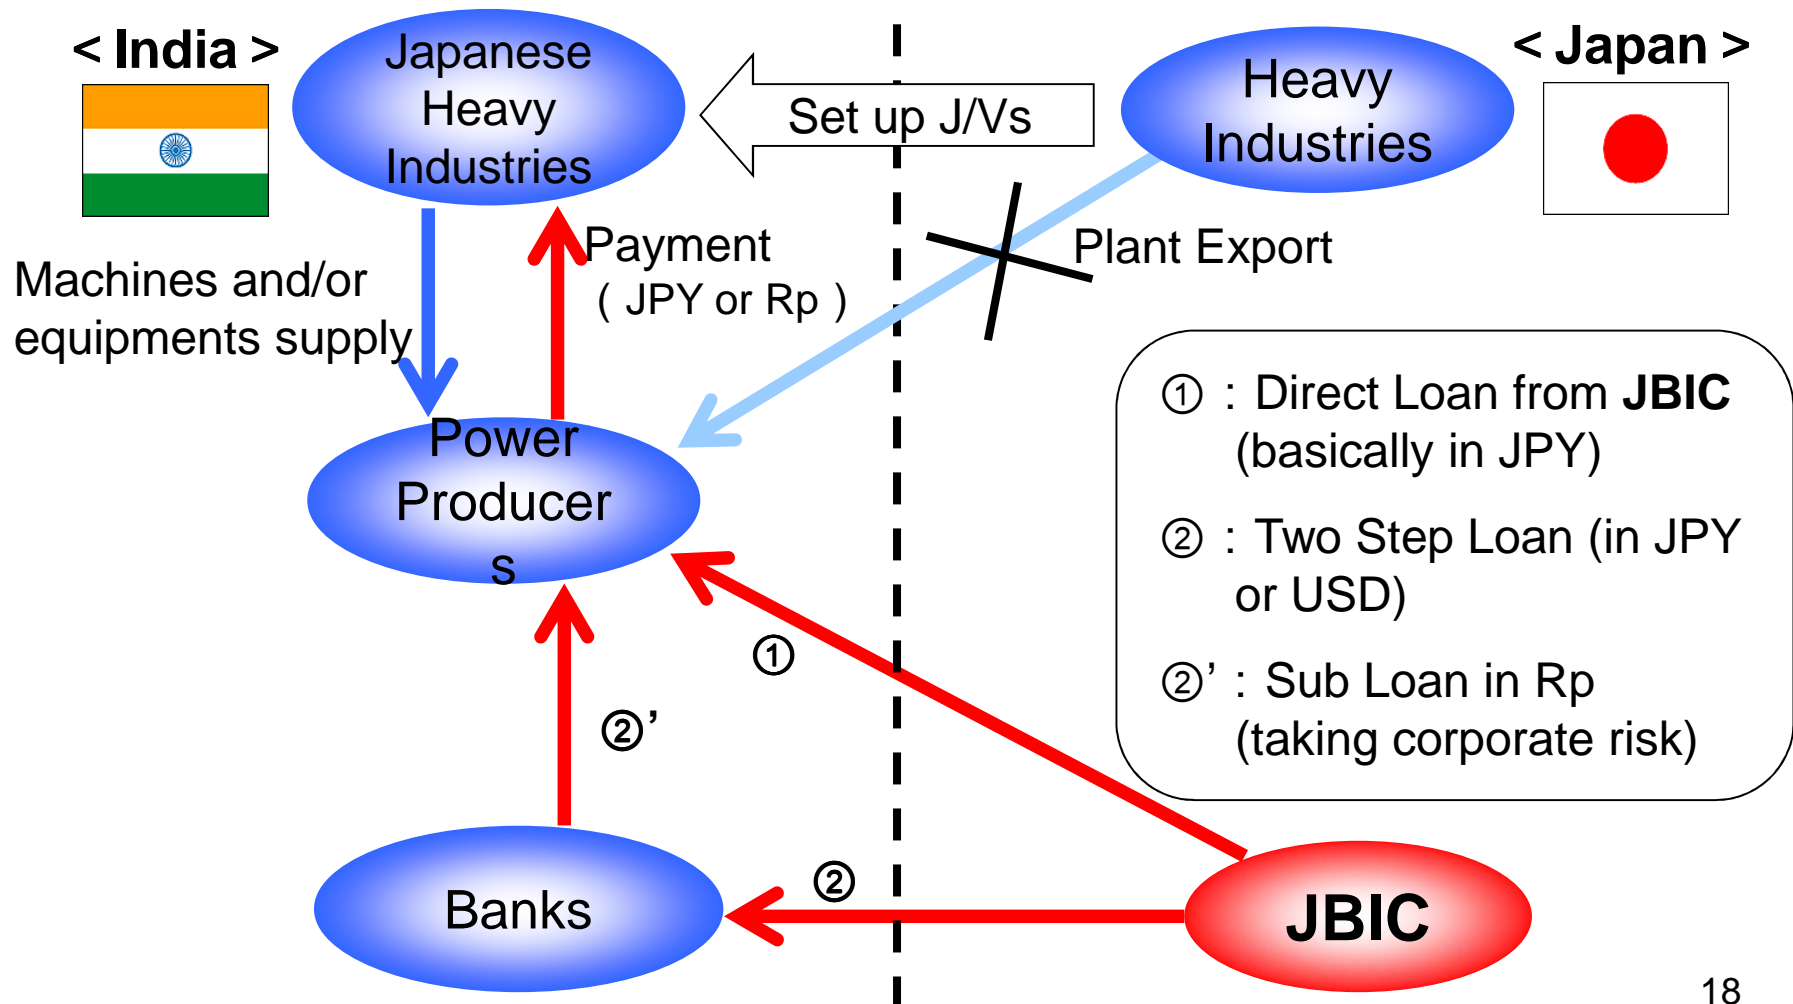 < India >
Japanese
Heavy
Industries
Set up J/Vs
Heavy
Industries
< Japan >
Machines and/or
equipments supply
Payment
( JPY or Rp )
Plant Export
Power
Producer
s
① : Direct Loan from JBIC
(basically in JPY)
② : Two Step Loan (in JPY
or USD)
②’ : Sub Loan in Rp
(taking corporate risk)
①
②’
②
Banks
JBIC
18